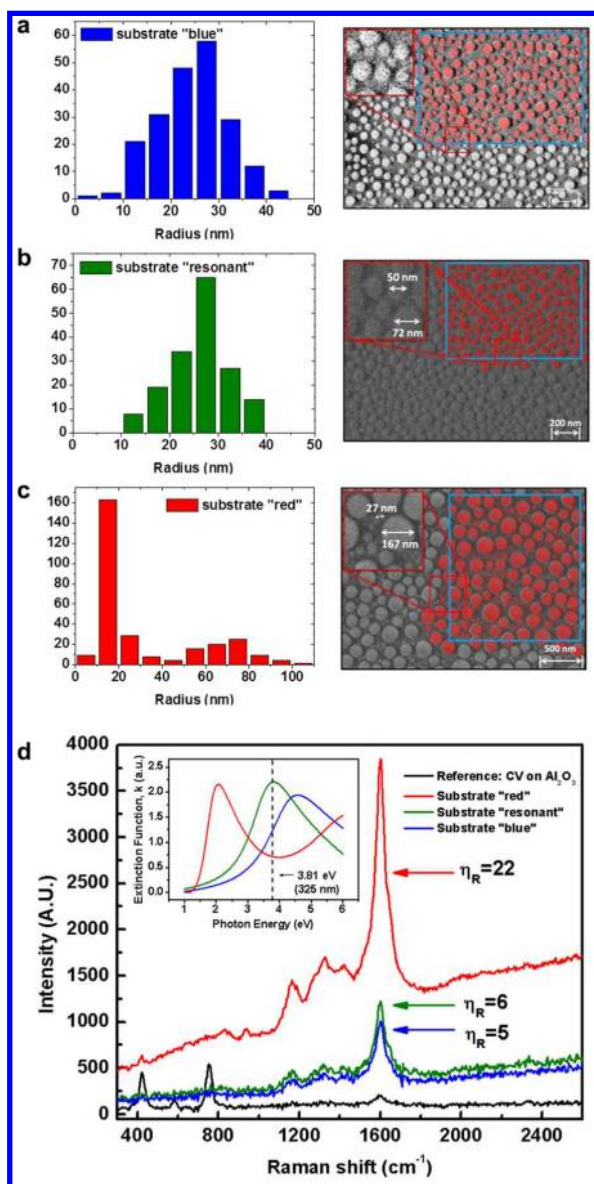 a
substrate "blue"
60
50
40
30
20
10
0
0 10 20 30 40 50
Radius (nm)
b
substrate "resonant"
70
60
50
40
30
20
10
0
0 10 20 30 40 50
Radius (nm)
50 nm
72 nm
200 nm
c
substrate "red"
160
140
120
100
80
60
40
20
0
0 20 40 60 80 100
Radius (nm)
27 nm
167 nm
500 nm
d
4000
3500
3000
2500
2000
1500
1000
500
0
Intensity (A.U.)
300 1200 1600 2000 2400
Raman shift (cm⁻¹)
Extinction Function, k (a.u.)
2.5
2.0
1.5
1.0
0.5
0.0
1 2 3 4 5 6
Photon Energy (eV)
3.81 eV
(325 nm)
Reference: CV on Al₂O₃
Substrate "red"
Substrate "resonant"
Substrate "blue"
ηR=22
ηR=6
ηR=5